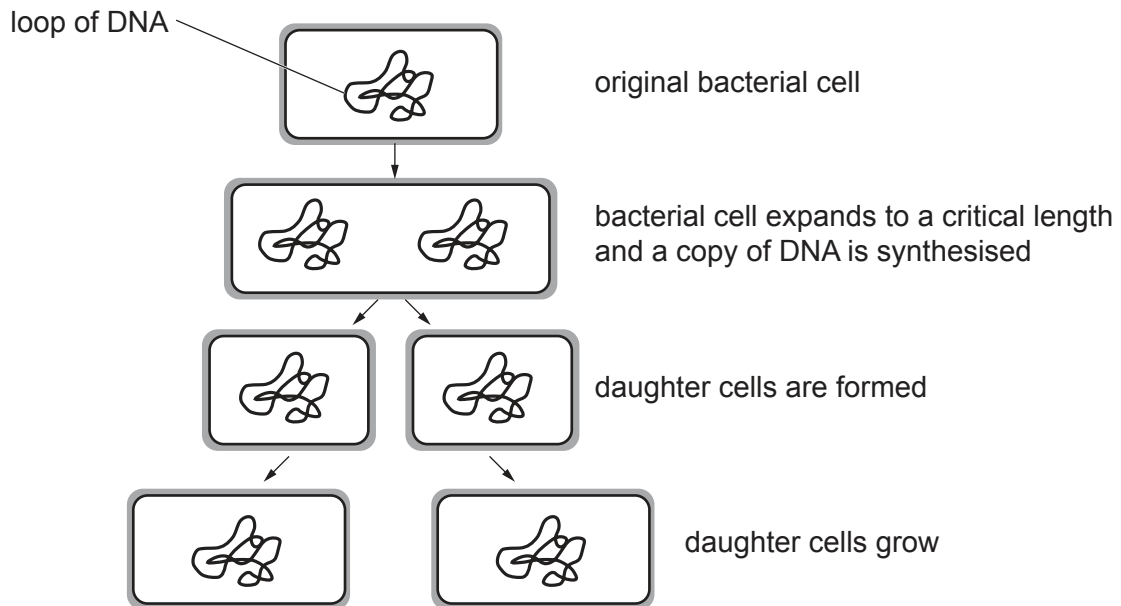 loop of DNA
original bacterial cell
bacterial cell expands to a critical length
and a copy of DNA is synthesised
daughter cells are formed
daughter cells grow